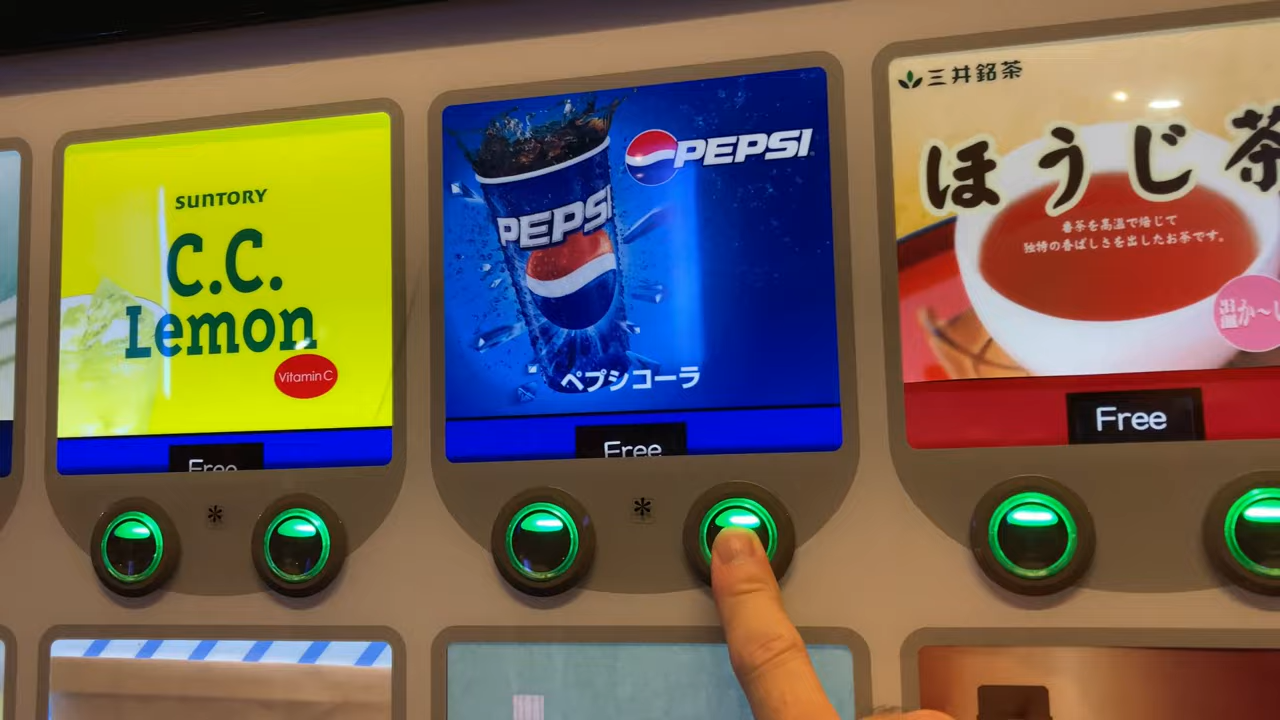 SUNTORY
C.C.
Lemon
Vitamin C
Free
*
PEPSI
PEPSI
ペプシコーラ
Free
*
三井銘茶
ほうじ茶
番茶を高温で焙じて
独特の香ばしさを出したお茶です。
温か～
Free